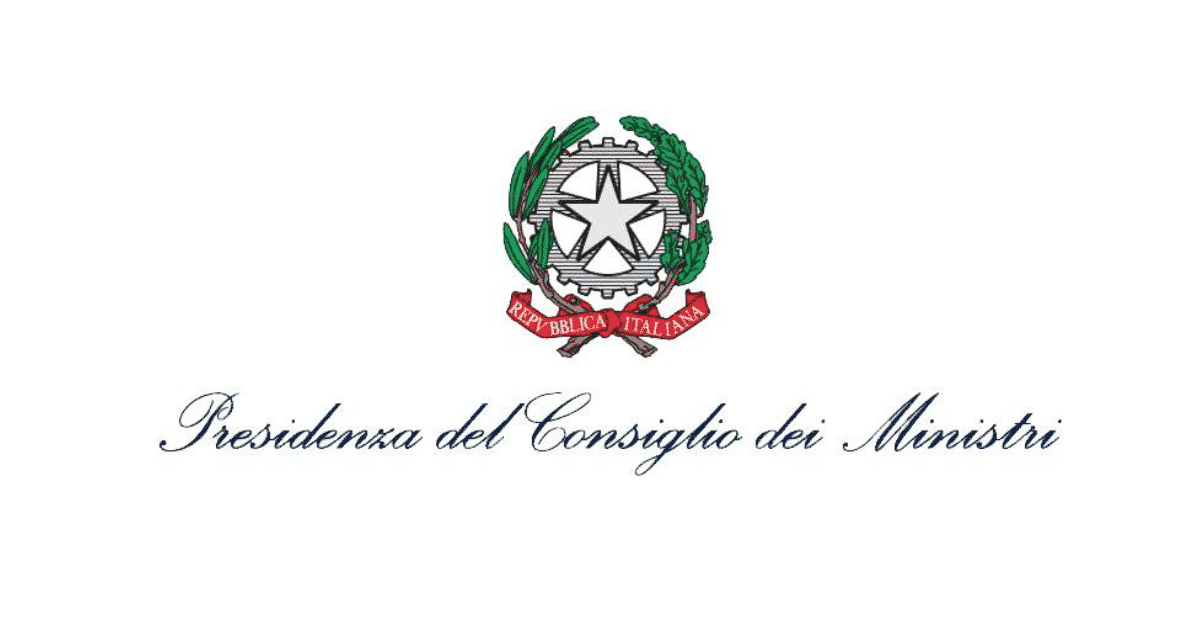 REPVBBLICA ITALIANA
Presidenza del Consiglio dei Ministri